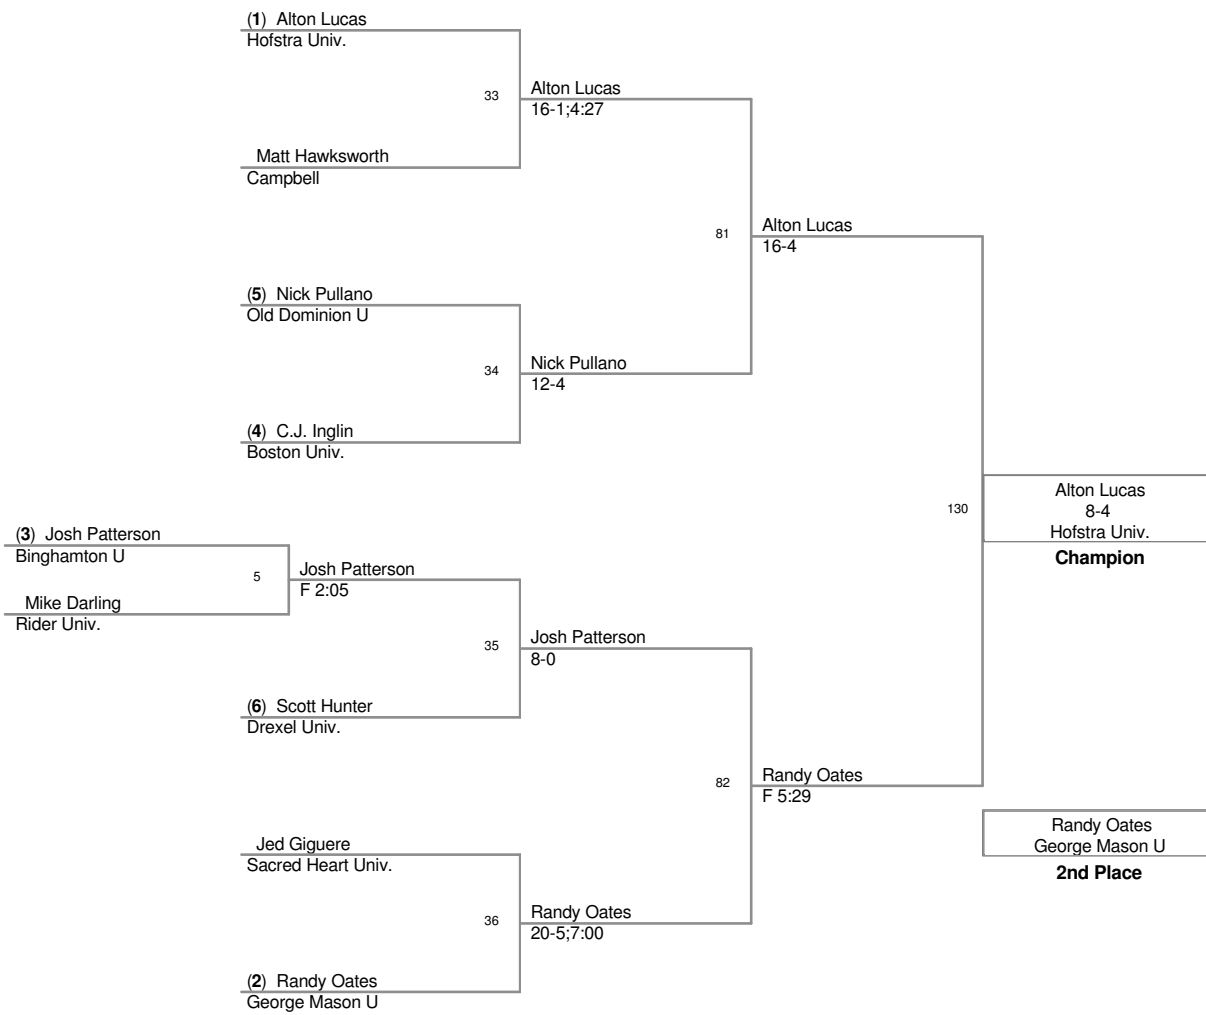 (1) Alton Lucas
Hofstra Univ.
33
Alton Lucas
16-1;4:27
Matt Hawksworth
Campbell
81
Alton Lucas
16-4
(5) Nick Pullano
Old Dominion U
34
Nick Pullano
12-4
(4) C.J. Inglin
Boston Univ.
130
Alton Lucas
8-4
Hofstra Univ.
Champion
(3) Josh Patterson
Binghamton U
5
Josh Patterson
F 2:05
Mike Darling
Rider Univ.
35
Josh Patterson
8-0
(6) Scott Hunter
Drexel Univ.
82
Randy Oates
F 5:29
Jed Giguere
Sacred Heart Univ.
36
Randy Oates
20-5;7:00
(2) Randy Oates
George Mason U
Randy Oates
George Mason U
2nd Place